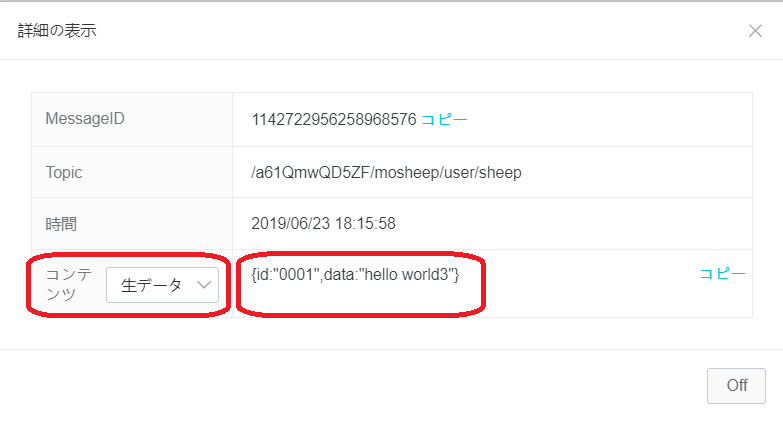 詳細の表示
MessageID
1142722956258968576 コピー
Topic
/a61QmwQD5ZF/mosheep/user/sheep
時間
2019/06/23 18:15:58
コンテ
ンツ
生データ
{id:"0001",data:"hello world3"}
コピー
Off